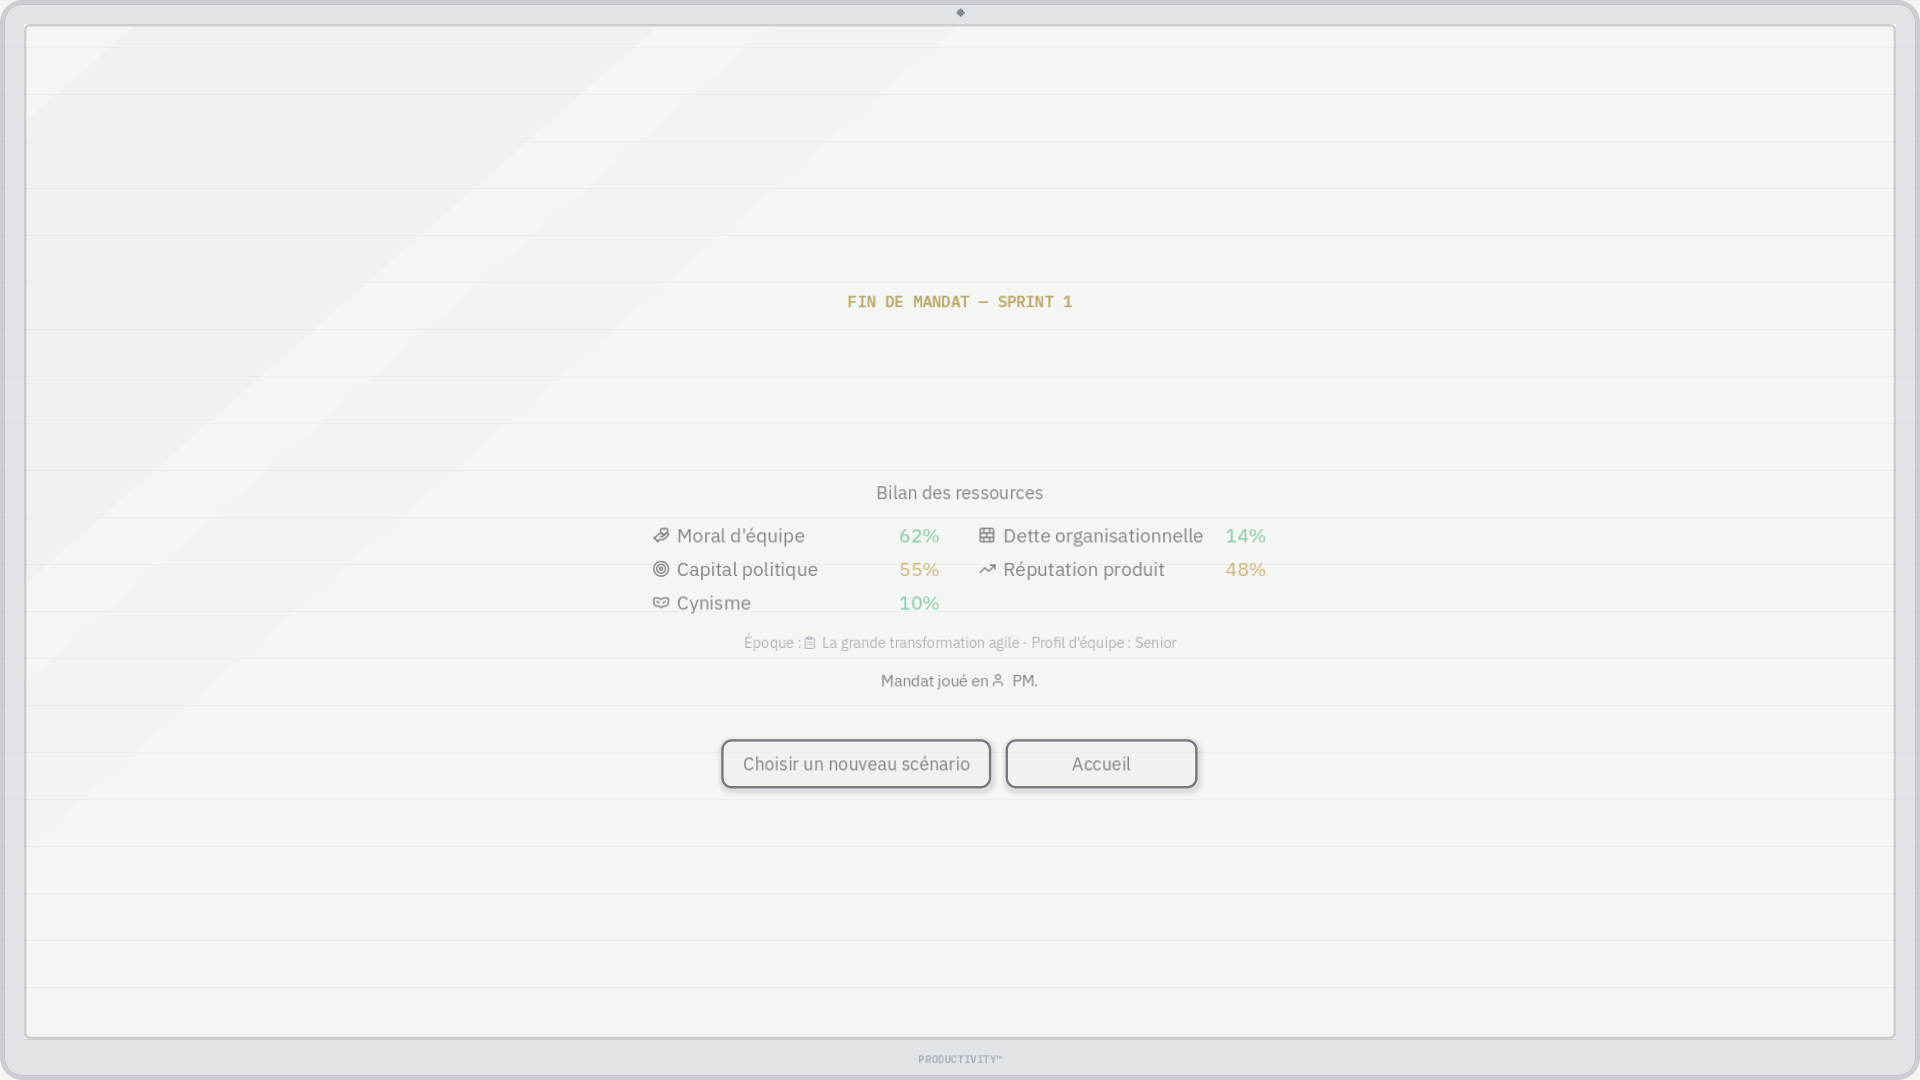 FIN DE MANDAT — SPRINT 1
Bilan des ressources
Moral d'équipe 62% Dette organisationnelle 14%
Capital politique 55% Réputation produit 48%
Cynisme 10%
Époque : La grande transformation agile · Profil d'équipe : Senior
Mandat joué en PM.
Choisir un nouveau scénario Accueil
PRODUCTIVITY™